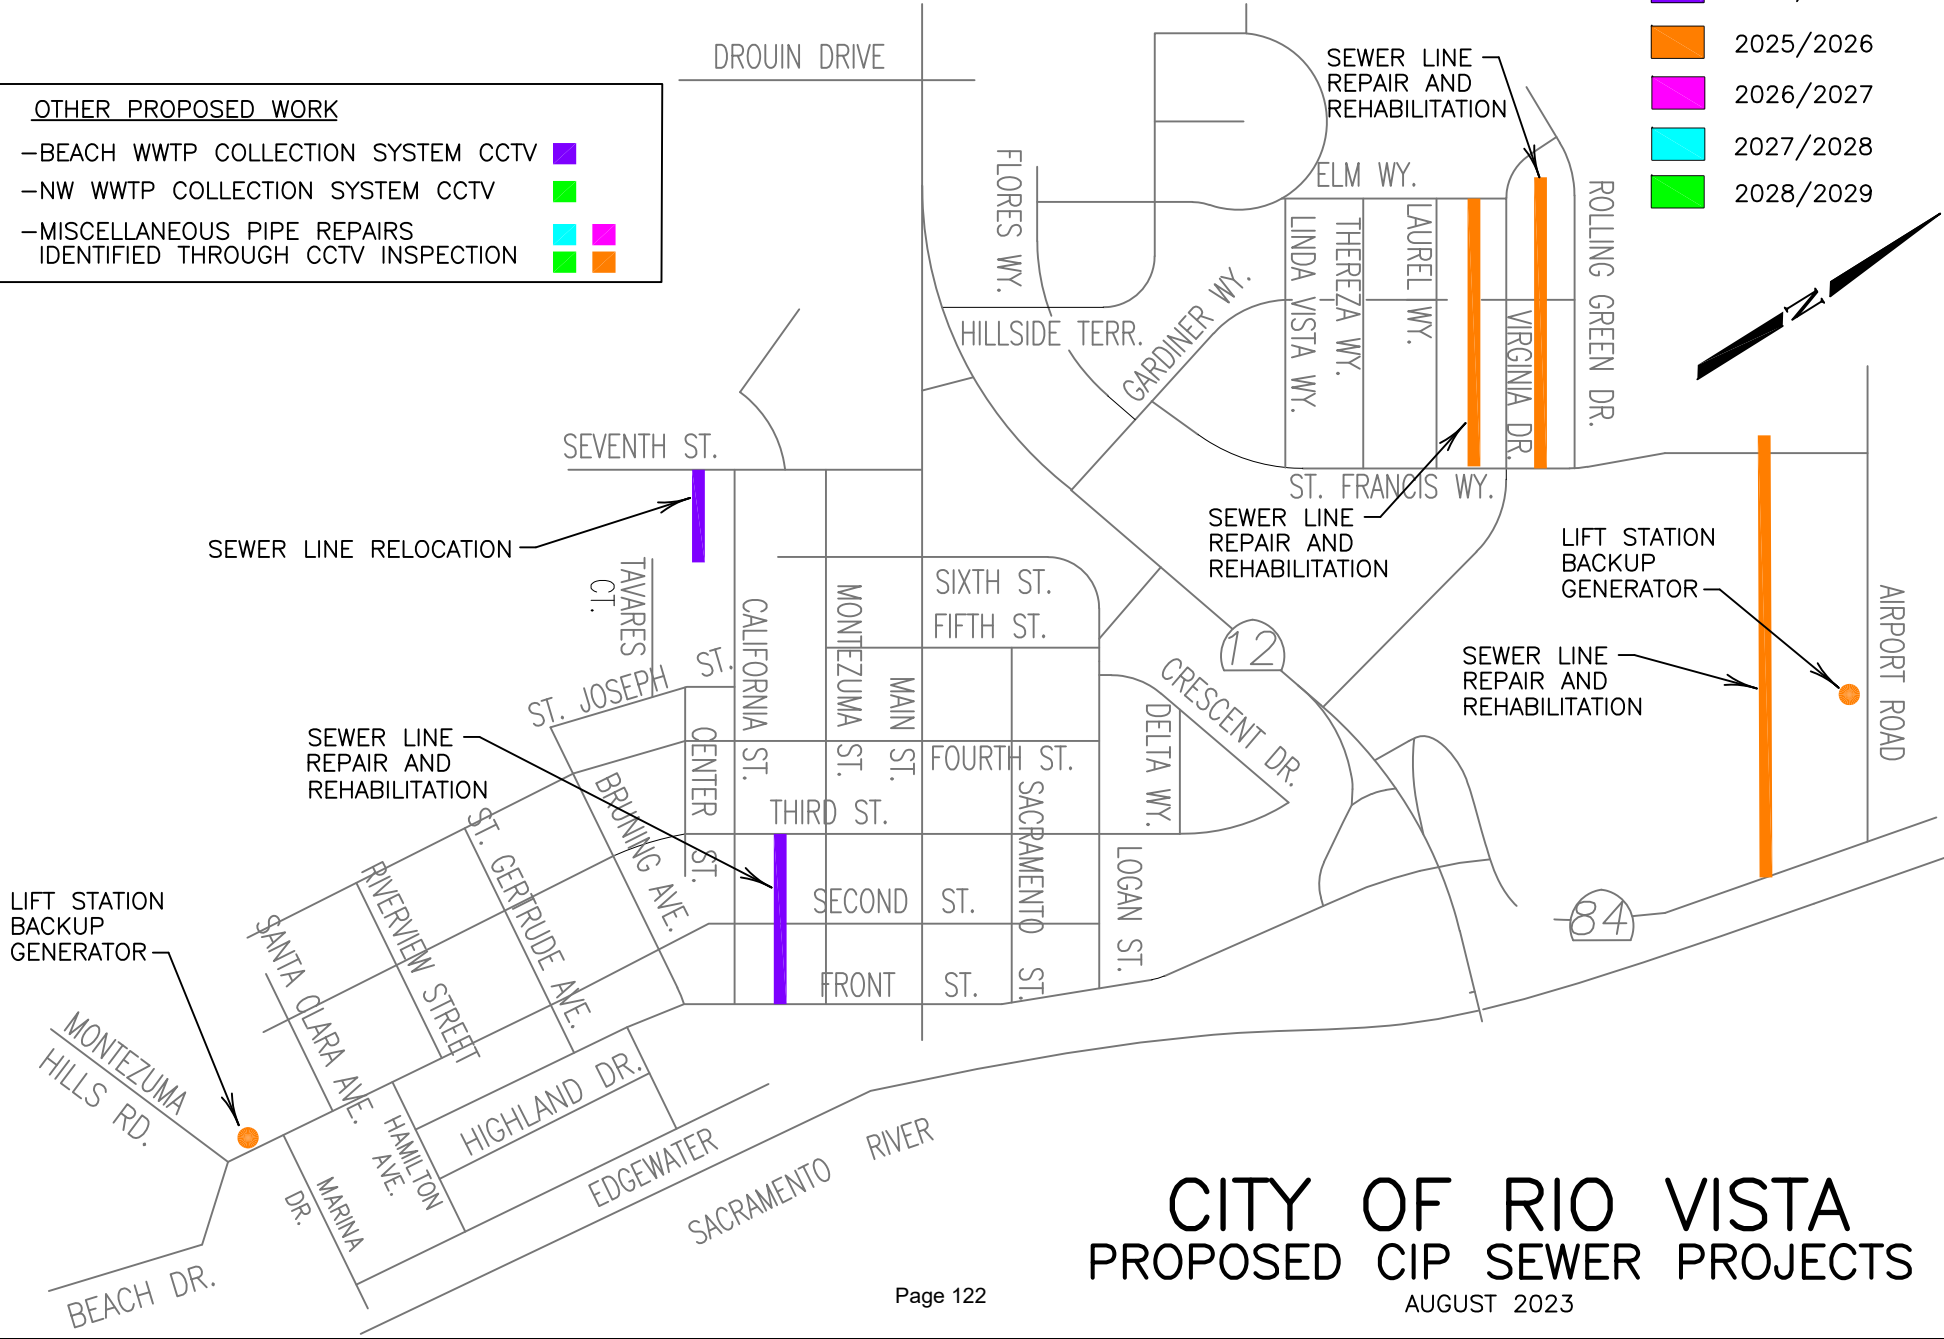 2025/2026
2026/2027
2027/2028
2028/2029
OTHER PROPOSED WORK
-BEACH WWTP COLLECTION SYSTEM CCTV
-NW WWTP COLLECTION SYSTEM CCTV
-MISCELLANEOUS PIPE REPAIRS
IDENTIFIED THROUGH CCTV INSPECTION
DROUIN DRIVE
SEWER LINE
REPAIR AND
REHABILITATION
FLORES WY.
ELM WY.
LINDA VISTA WY.
THEREZA WY.
LAUREL WY.
VIRGINIA DR.
ROLLING GREEN DR.
N
HILLSIDE TERR.
GARDINER WY.
SEVENTH ST.
ST. FRANCIS WY.
SEWER LINE RELOCATION
SEWER LINE
REPAIR AND
REHABILITATION
LIFT STATION
BACKUP
GENERATOR
TAVARES
CT.
SIXTH ST.
FIFTH ST.
12
AIRPORT ROAD
SEWER LINE
REPAIR AND
REHABILITATION
ST. JOSEPH ST.
CALIFORNIA ST.
MONTEZUMA ST.
MAIN ST.
CRESCENT DR.
DELTA WY.
SEWER LINE
REPAIR AND
REHABILITATION
CENTER ST.
FOURTH ST.
THIRD ST.
SACRAMENTO ST.
BRUNING AVE.
ST. GERTRUDE AVE.
RIVERVIEW STREET
SANTA CLARA AVE.
LOGAN ST.
SECOND ST.
FRONT ST.
84
LIFT STATION
BACKUP
GENERATOR
MONTEZUMA
HILLS RD.
HIGHLAND DR.
HAMILTON
AVE.
MARINA
DR.
EDGEWATER
SACRAMENTO RIVER
BEACH DR.
CITY OF RIO VISTA
PROPOSED CIP SEWER PROJECTS
AUGUST 2023
Page 122